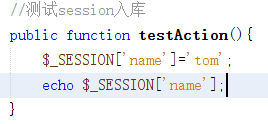 //测试session入库
public function testAction(){
$_SESSION['name']='tom';
echo $_SESSION['name'];
}